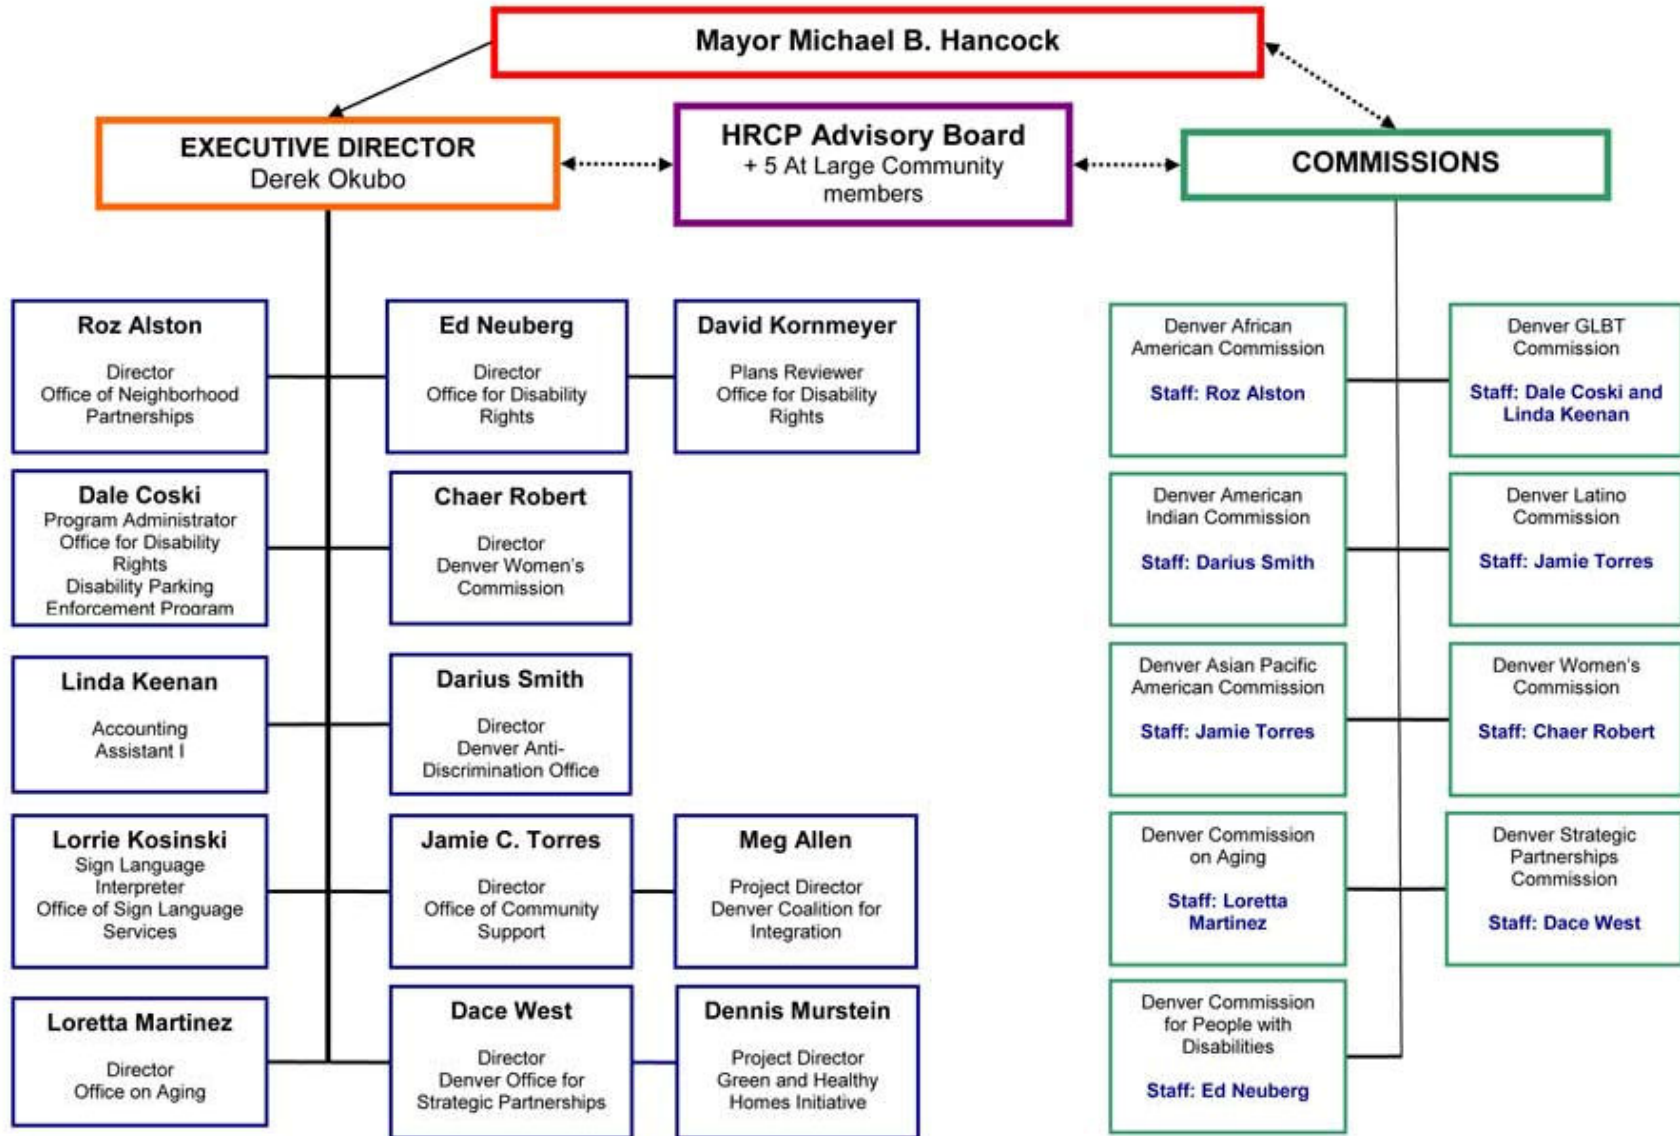 Mayor Michael B. Hancock
EXECUTIVE DIRECTOR
Derek Okubo
HRCP Advisory Board
+ 5 At Large Community
members
COMMISSIONS
Roz Alston
Director
Office of Neighborhood
Partnerships
Ed Neuberg
Director
Office for Disability
Rights
David Kornmeyer
Plans Reviewer
Office for Disability
Rights
Dale Coski
Program Administrator
Office for Disability
Rights
Disability Parking
Enforcement Program
Chaer Robert
Director
Denver Women's
Commission
Linda Keenan
Accounting
Assistant I
Darius Smith
Director
Denver Anti-
Discrimination Office
Lorrie Kosinski
Sign Language
Interpreter
Office of Sign Language
Services
Jamie C. Torres
Director
Office of Community
Support
Meg Allen
Project Director
Denver Coalition for
Integration
Loretta Martinez
Director
Office on Aging
Dace West
Director
Denver Office for
Strategic Partnerships
Dennis Murstein
Project Director
Green and Healthy
Homes Initiative
Denver African
American Commission
Staff: Roz Alston
Denver GLBT
Commission
Staff: Dale Coski and
Linda Keenan
Denver American
Indian Commission
Staff: Darius Smith
Denver Latino
Commission
Staff: Jamie Torres
Denver Asian Pacific
American Commission
Staff: Jamie Torres
Denver Women's
Commission
Staff: Chaer Robert
Denver Commission
on Aging
Staff: Loretta
Martinez
Denver Strategic
Partnerships
Commission
Staff: Dace West
Denver Commission
for People with
Disabilities
Staff: Ed Neuberg